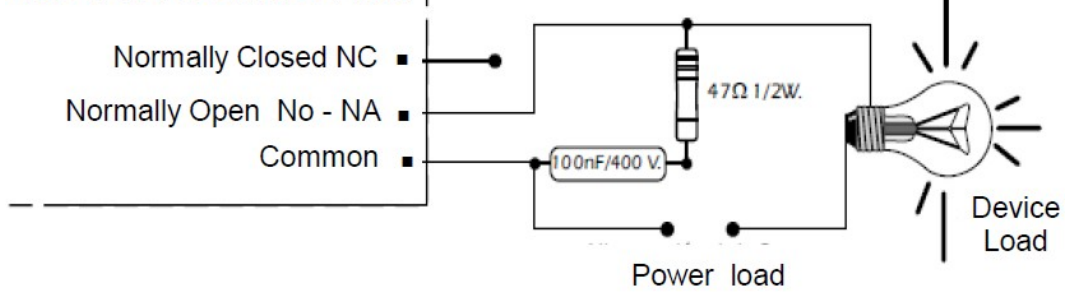 Normally Closed NC
Normally Open No - NA
Common
47Ω 1/2W.
100nF/400 V.
Device
Load
Power load